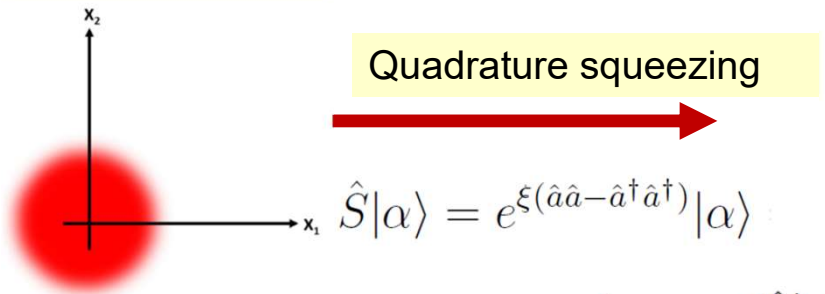 X₂
Quadrature squeezing
X₁
Ŝ|α⟩ = e^{ξ(ââ−â†â†)}|α⟩